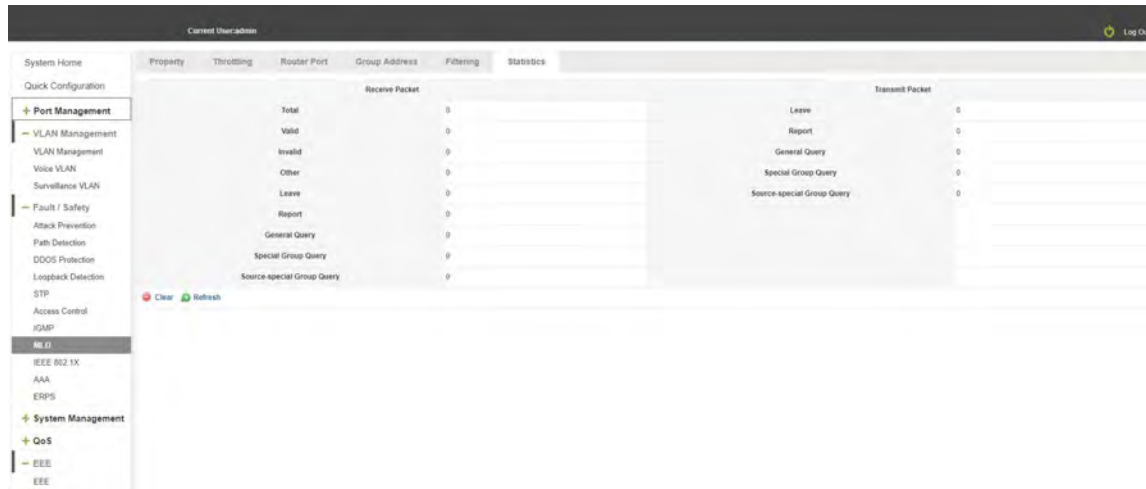 Current User:admin
Log Ou
System Home
Quick Configuration
Port Management
VLAN Management
VLAN Management
Voice VLAN
Surveillance VLAN
Fault / Safety
Attack Prevention
Path Detection
DDOS Protection
Loopback Detection
STP
Access Control
IGMP
MLD
IEEE 802.1X
AAA
ERPS
System Management
QoS
EEE
EEE
Property Throttling Router Port Group Address Filtering Statistics
Receive Packet
Total 0
Valid 0
Invalid 0
Other 0
Leave 0
Report 0
General Query 0
Special Group Query 0
Source-special Group Query 0
Transmit Packet
Leave 0
Report 0
General Query 0
Special Group Query 0
Source-special Group Query 0
Clear Refresh